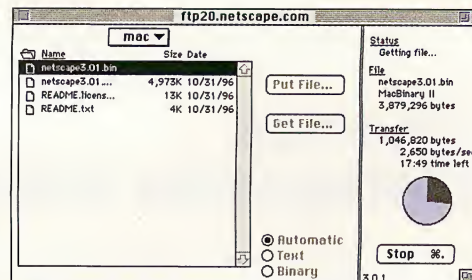 ftp20.netscape.com
mac
Name Size Date
netscape3.01.bin
netscape3.01.... 4,973K 10/31/96
README.licens... 13K 10/31/96
README.txt 4K 10/31/96
Put File...
Get File...
Automatic
Text
Binary
Status
Getting file...
File
netscape3.01.bin
MacBinary II
3,879,296 bytes
Transfer
1,046,820 bytes
2,650 bytes/sec
17:49 time left
Stop ⌘.
3.0.1